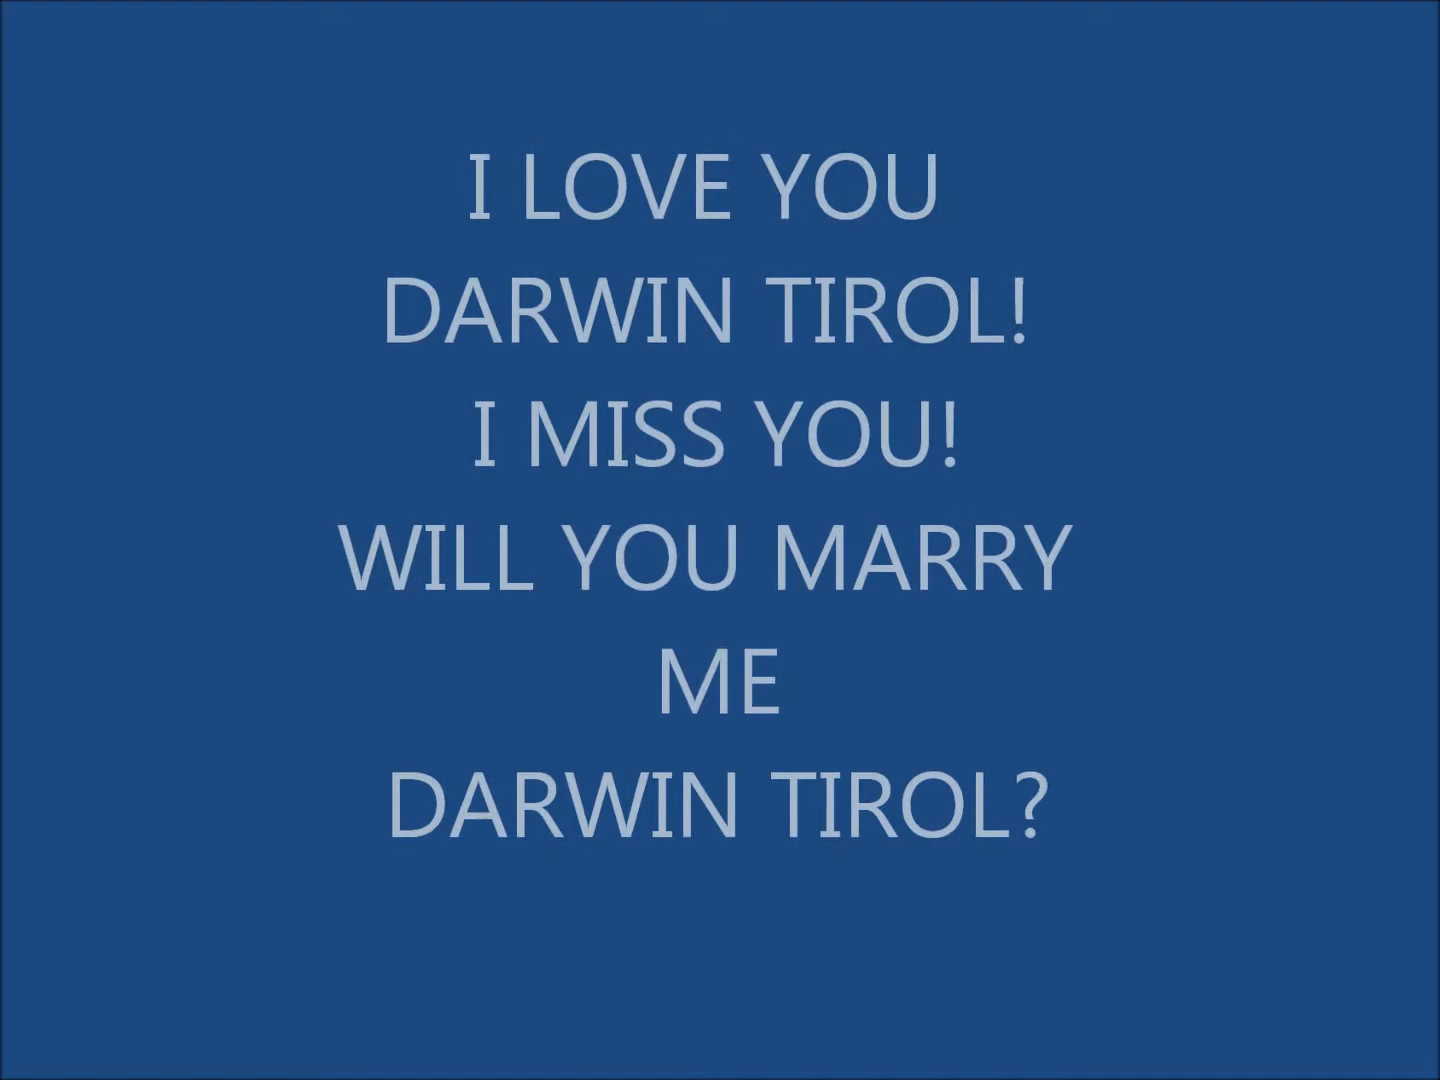 I LOVE YOU
DARWIN TIROL!
I MISS YOU!
WILL YOU MARRY
ME
DARWIN TIROL?